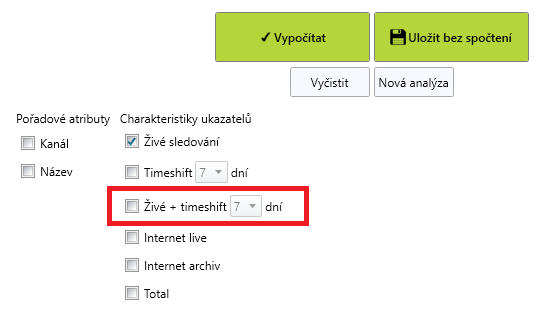 Vypočítat
Uložit bez spočtení
Vyčistit
Nová analýza
Pořadové atributy
Charakteristiky ukazatelů
Kanál
Živé sledování
Název
Timeshift 7 dní
Živé + timeshift 7 dní
Internet live
Internet archiv
Total